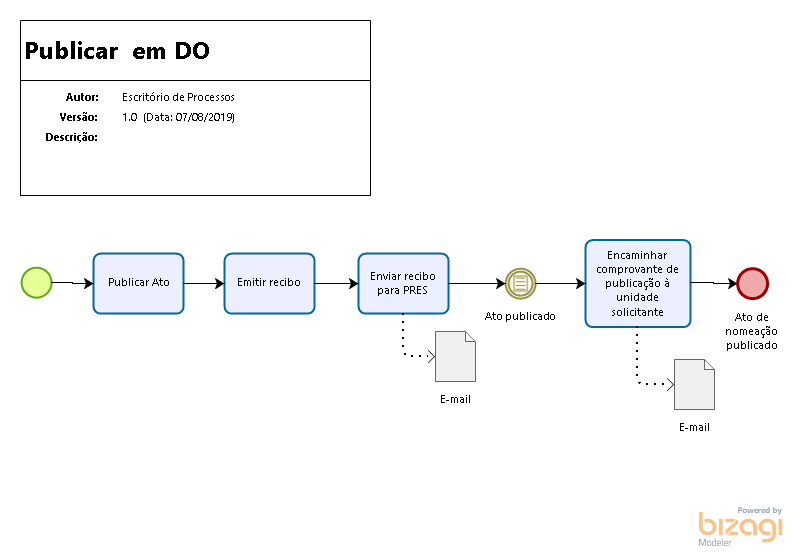 Publicar  em DO
Autor: Escritório de Processos
Versão: 1.0  (Data: 07/08/2019)
Descrição:
Publicar Ato
Emitir recibo
Enviar recibo
para PRES
Ato publicado
Encaminhar
comprovante de
publicação à
unidade
solicitante
Ato de
nomeação
publicado
E-mail
E-mail
Powered by
bizagi
Modeler